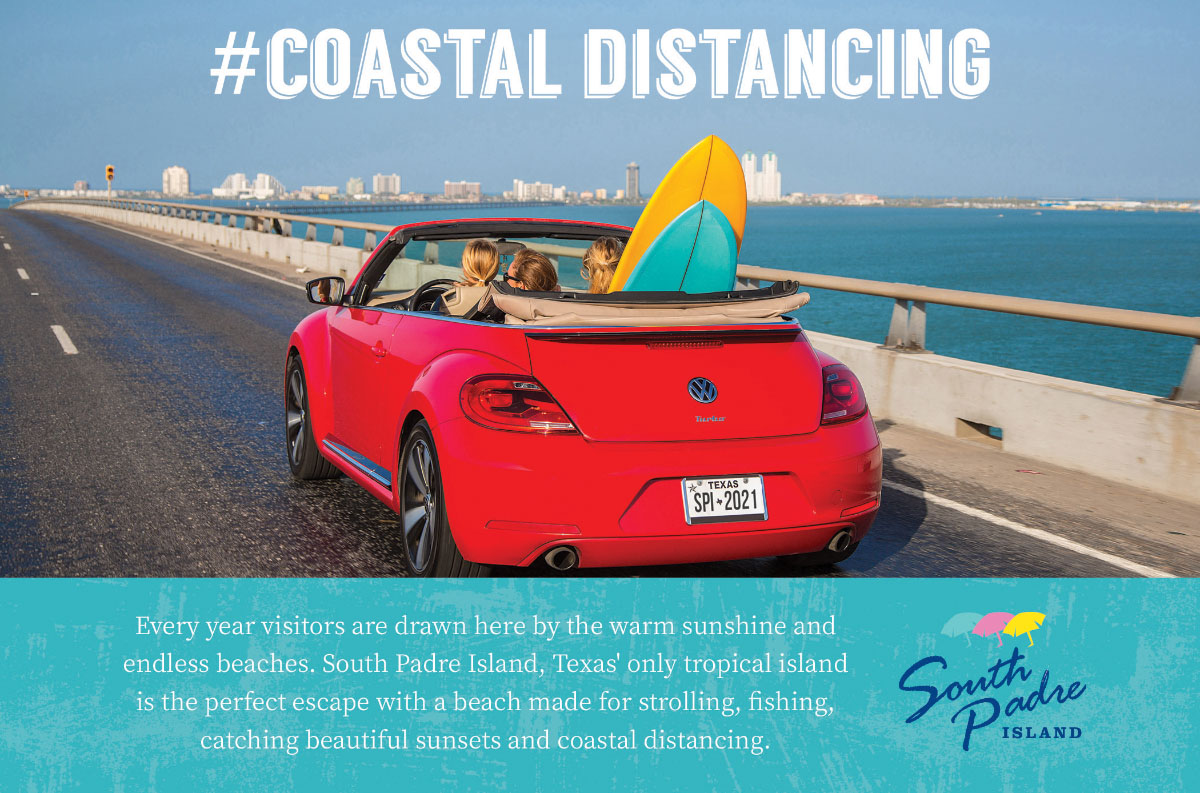 #COASTAL DISTANCING
TEXAS
SPI 2021
Every year visitors are drawn here by the warm sunshine and
endless beaches. South Padre Island, Texas' only tropical island
is the perfect escape with a beach made for strolling, fishing,
catching beautiful sunsets and coastal distancing.
South
Padre
ISLAND